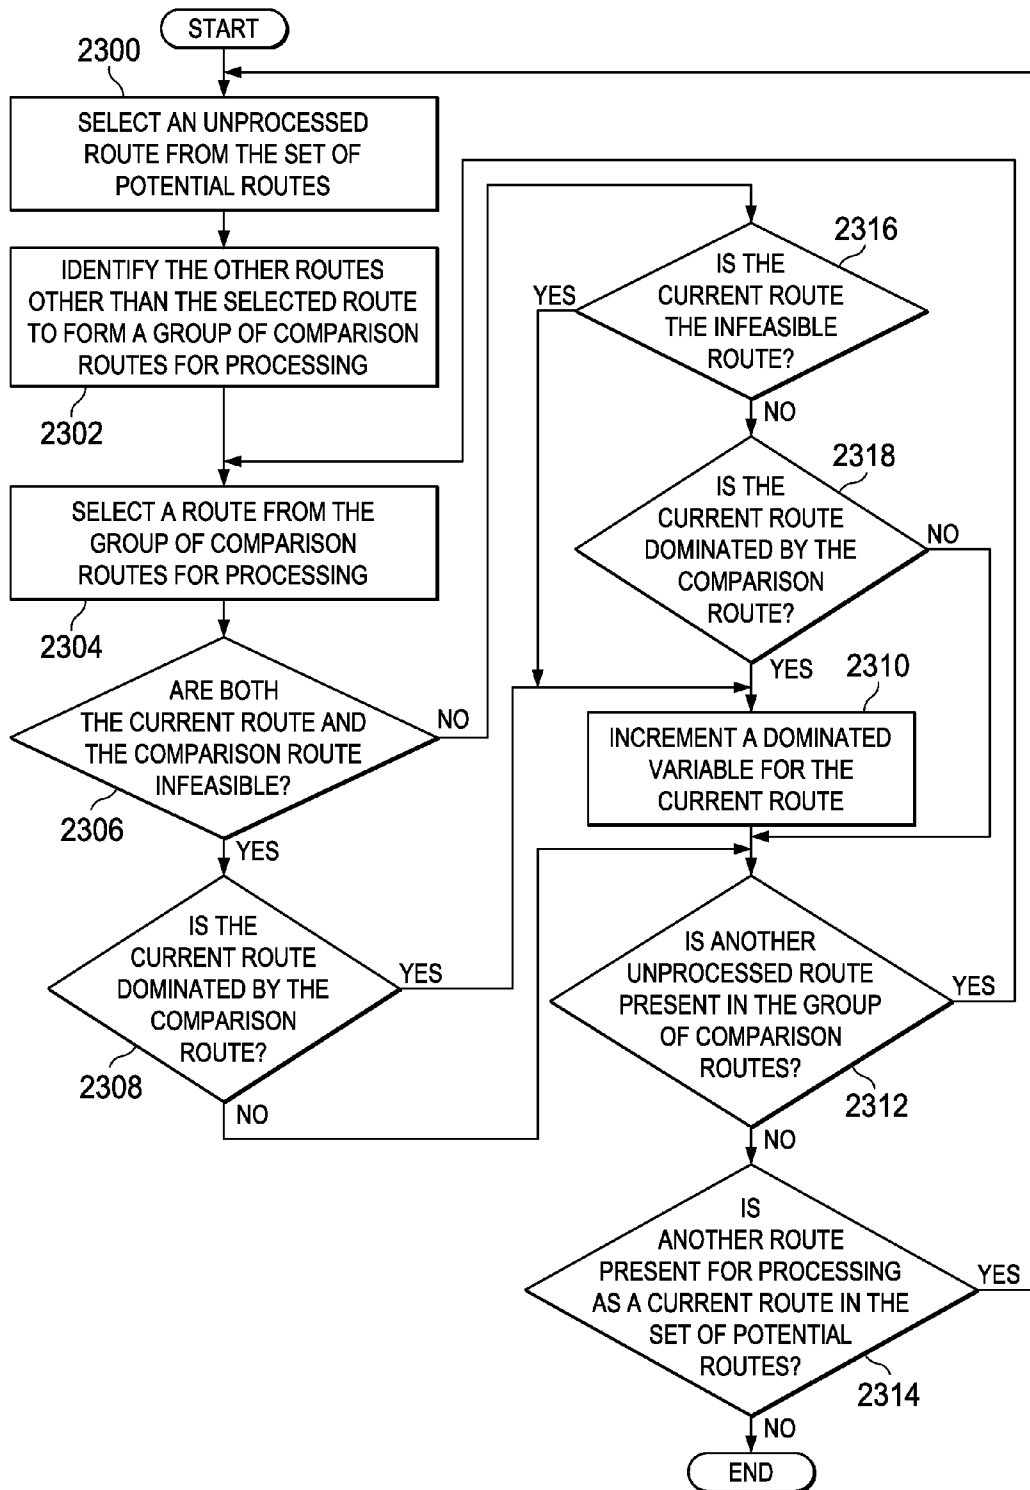 START
2300
SELECT AN UNPROCESSED
ROUTE FROM THE SET OF
POTENTIAL ROUTES
IDENTIFY THE OTHER ROUTES
OTHER THAN THE SELECTED ROUTE
TO FORM A GROUP OF COMPARISON
ROUTES FOR PROCESSING
2302
SELECT A ROUTE FROM THE
GROUP OF COMPARISON
ROUTES FOR PROCESSING
2304
ARE BOTH
THE CURRENT ROUTE AND
THE COMPARISON ROUTE
INFEASIBLE?
NO
2306
YES
IS THE
CURRENT ROUTE
DOMINATED BY THE
COMPARISON
ROUTE?
YES
2308
NO
2316
IS THE
CURRENT ROUTE
THE INFEASIBLE
ROUTE?
YES
NO
2318
IS THE
CURRENT ROUTE
DOMINATED BY THE
COMPARISON
ROUTE?
NO
YES
2310
INCREMENT A DOMINATED
VARIABLE FOR THE
CURRENT ROUTE
IS ANOTHER
UNPROCESSED ROUTE
PRESENT IN THE GROUP
OF COMPARISON
ROUTES?
YES
2312
NO
IS
ANOTHER ROUTE
PRESENT FOR PROCESSING
AS A CURRENT ROUTE IN THE
SET OF POTENTIAL
ROUTES?
YES
2314
NO
END